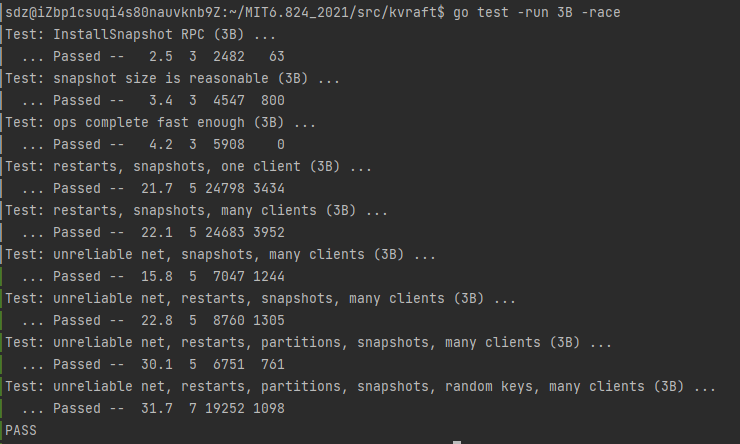 sdz@iZbp1csuqi4s80nauvknb9Z:~/MIT6.824_2021/src/kvraft$ go test -run 3B -race
Test: InstallSnapshot RPC (3B) ...
  ... Passed --   2.5  3  2482   63
Test: snapshot size is reasonable (3B) ...
  ... Passed --   3.4  3  4547  800
Test: ops complete fast enough (3B) ...
  ... Passed --   4.2  3  5908    0
Test: restarts, snapshots, one client (3B) ...
  ... Passed --  21.7  5 24798 3434
Test: restarts, snapshots, many clients (3B) ...
  ... Passed --  22.1  5 24683 3952
Test: unreliable net, snapshots, many clients (3B) ...
  ... Passed --  15.8  5  7047 1244
Test: unreliable net, restarts, snapshots, many clients (3B) ...
  ... Passed --  22.8  5  8760 1305
Test: unreliable net, restarts, partitions, snapshots, many clients (3B) ...
  ... Passed --  30.1  5  6751  761
Test: unreliable net, restarts, partitions, snapshots, random keys, many clients (3B) ...
  ... Passed --  31.7  7 19252 1098
PASS